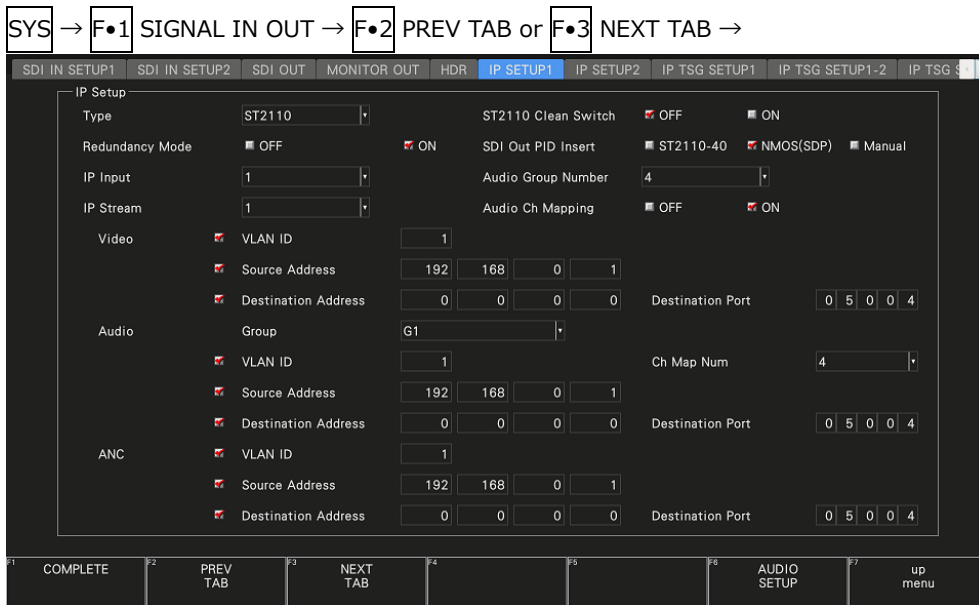 SYS → F•1 SIGNAL IN OUT → F•2 PREV TAB or F•3 NEXT TAB →
SDI IN SETUP1 SDI IN SETUP2 SDI OUT MONITOR OUT HDR IP SETUP1 IP SETUP2 IP TSG SETUP1 IP TSG SETUP1-2 IP TSG S
IP Setup
Type ST2110 ST2110 Clean Switch OFF ON
Redundancy Mode OFF ON SDI Out PID Insert ST2110-40 NMOS(SDP) Manual
IP Input 1 Audio Group Number 4
IP Stream 1 Audio Ch Mapping OFF ON
Video VLAN ID 1
Source Address 192 168 0 1
Destination Address 0 0 0 0 Destination Port 0 5 0 0 4
Audio Group G1
VLAN ID 1 Ch Map Num 4
Source Address 192 168 0 1
Destination Address 0 0 0 0 Destination Port 0 5 0 0 4
ANC VLAN ID 1
Source Address 192 168 0 1
Destination Address 0 0 0 0 Destination Port 0 5 0 0 4
F1 COMPLETE F2 PREV TAB F3 NEXT TAB F4 F5 F6 AUDIO SETUP F7 up menu